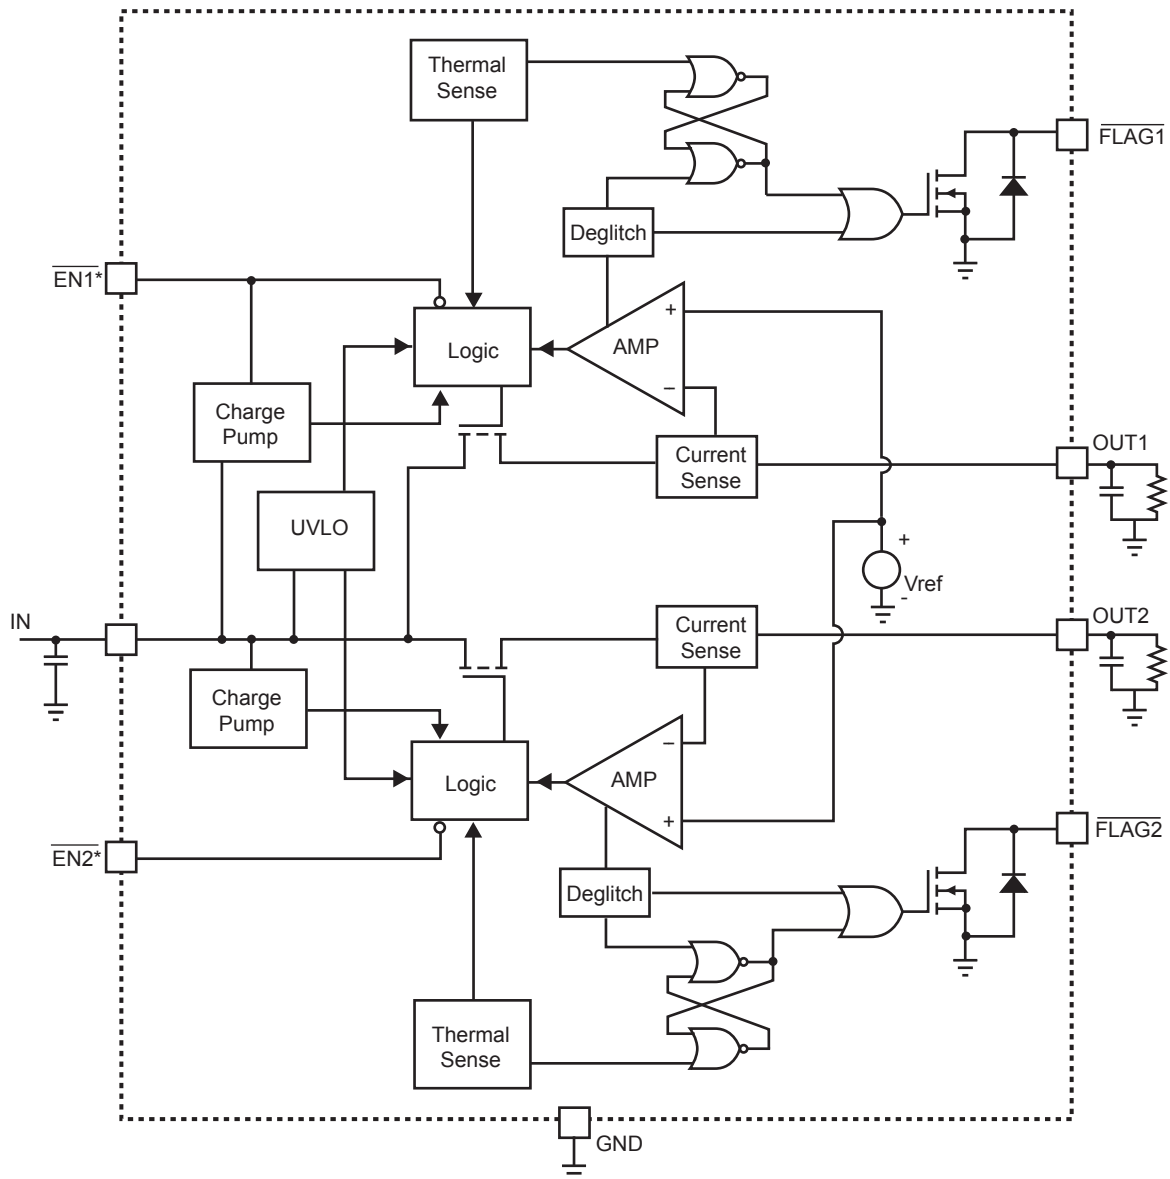 Thermal
Sense
FLAG1
Deglitch
EN1*
+
AMP
Logic
−
Charge
Pump
Current
Sense
OUT1
UVLO
+
Vref
-
IN
Current
Sense
OUT2
Charge
Pump
−
AMP
Logic
+
FLAG2
EN2*
Deglitch
Thermal
Sense
GND